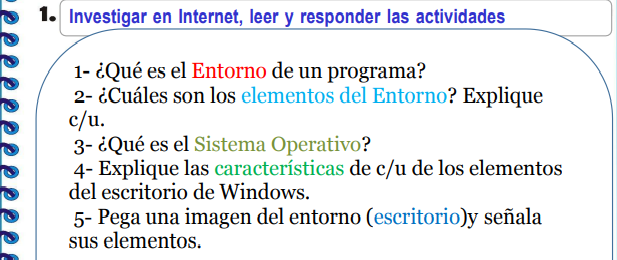 1. Investigar en Internet, leer y responder las actividades
1- ¿Qué es el Entorno de un programa?
2- ¿Cuáles son los elementos del Entorno? Explique
c/u.
3- ¿Qué es el Sistema Operativo?
4- Explique las características de c/u de los elementos
del escritorio de Windows.
5- Pega una imagen del entorno (escritorio)y señala
sus elementos.